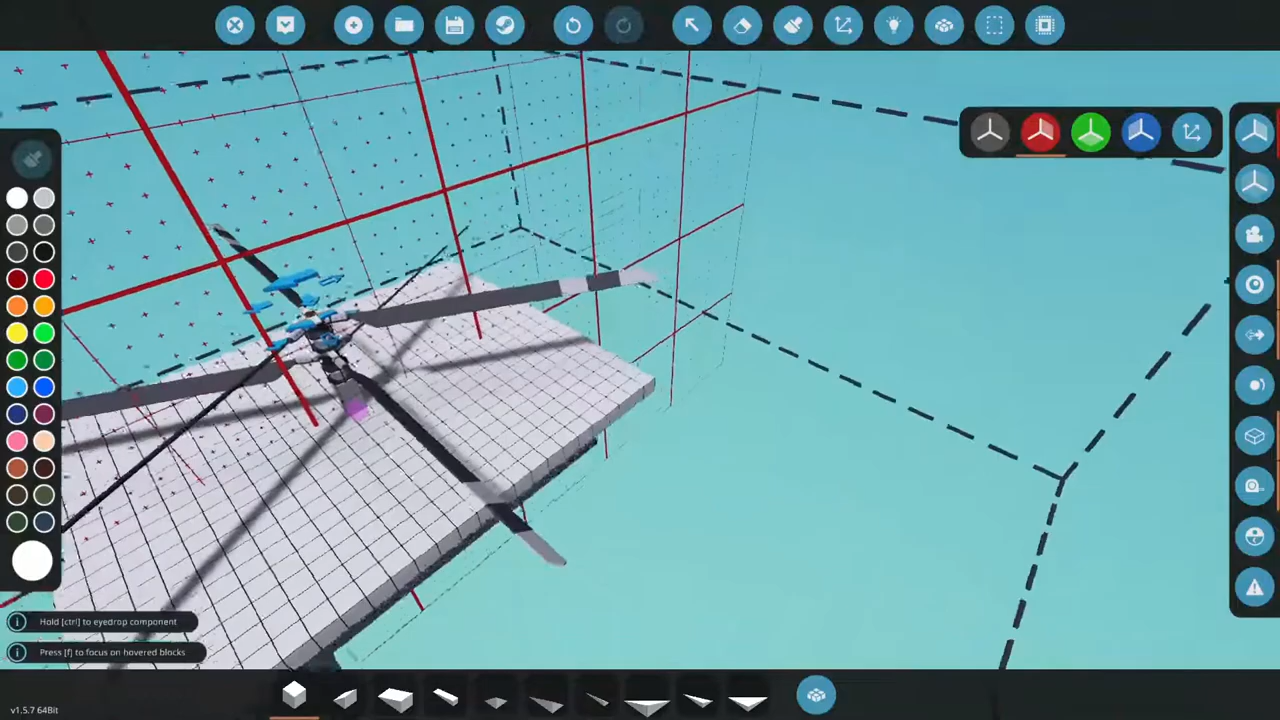 Hold [ctrl] to eyedrop component
Press [f] to focus on hovered blocks
v1.5.7 64Bit